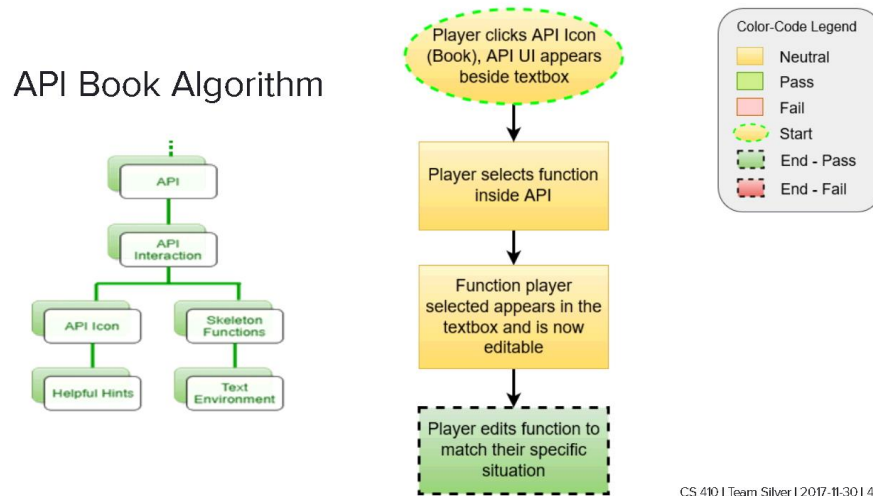 API Book Algorithm
API
API
Interaction
API Icon
Skeleton
Functions
Helpful Hints
Text
Environment
Player clicks API Icon
(Book), API UI appears
beside textbox
Player selects function
inside API
Function player
selected appears in the
textbox and is now
editable
Player edits function to
match their specific
situation
Color-Code Legend
Neutral
Pass
Fail
Start
End - Pass
End - Fail
CS 410 | Team Silver | 2017-11-30 | 4